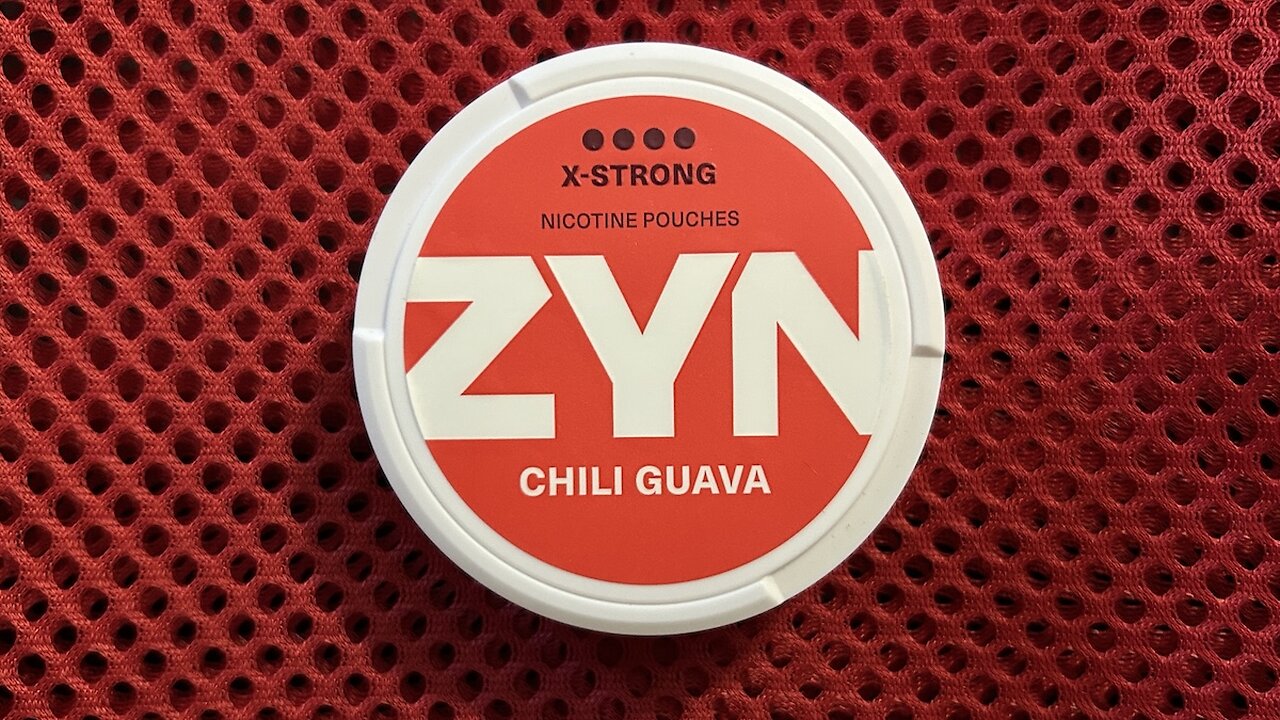 X-STRONG
NICOTINE POUCHES
ZYN
CHILI GUAVA